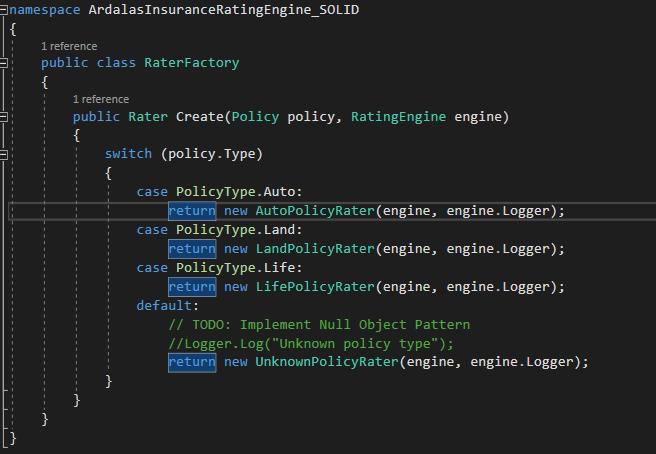 namespace ArdalasInsuranceRatingEngine_SOLID
{
1 reference
public class RaterFactory
{
1 reference
public Rater Create(Policy policy, RatingEngine engine)
{
switch (policy.Type)
{
case PolicyType.Auto:
return new AutoPolicyRater(engine, engine.Logger);
case PolicyType.Land:
return new LandPolicyRater(engine, engine.Logger);
case PolicyType.Life:
return new LifePolicyRater(engine, engine.Logger);
default:
// TODO: Implement Null Object Pattern
//Logger.Log("Unknown policy type");
return new UnknownPolicyRater(engine, engine.Logger);
}
}
}
}